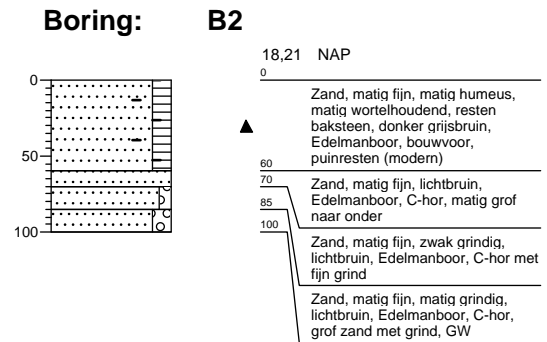 Boring: B2
18,21 NAP
0
0
Zand, matig fijn, matig humeus,
matig wortelhoudend, resten
baksteen, donker grijsbruin,
Edelmanboor, bouwvoor,
puinresten (modern)
50
60
Zand, matig fijn, lichtbruin,
Edelmanboor, C-hor, matig grof
naar onder
70
85
100
100
Zand, matig fijn, zwak grindig,
lichtbruin, Edelmanboor, C-hor met
fijn grind
Zand, matig fijn, matig grindig,
lichtbruin, Edelmanboor, C-hor,
grof zand met grind, GW